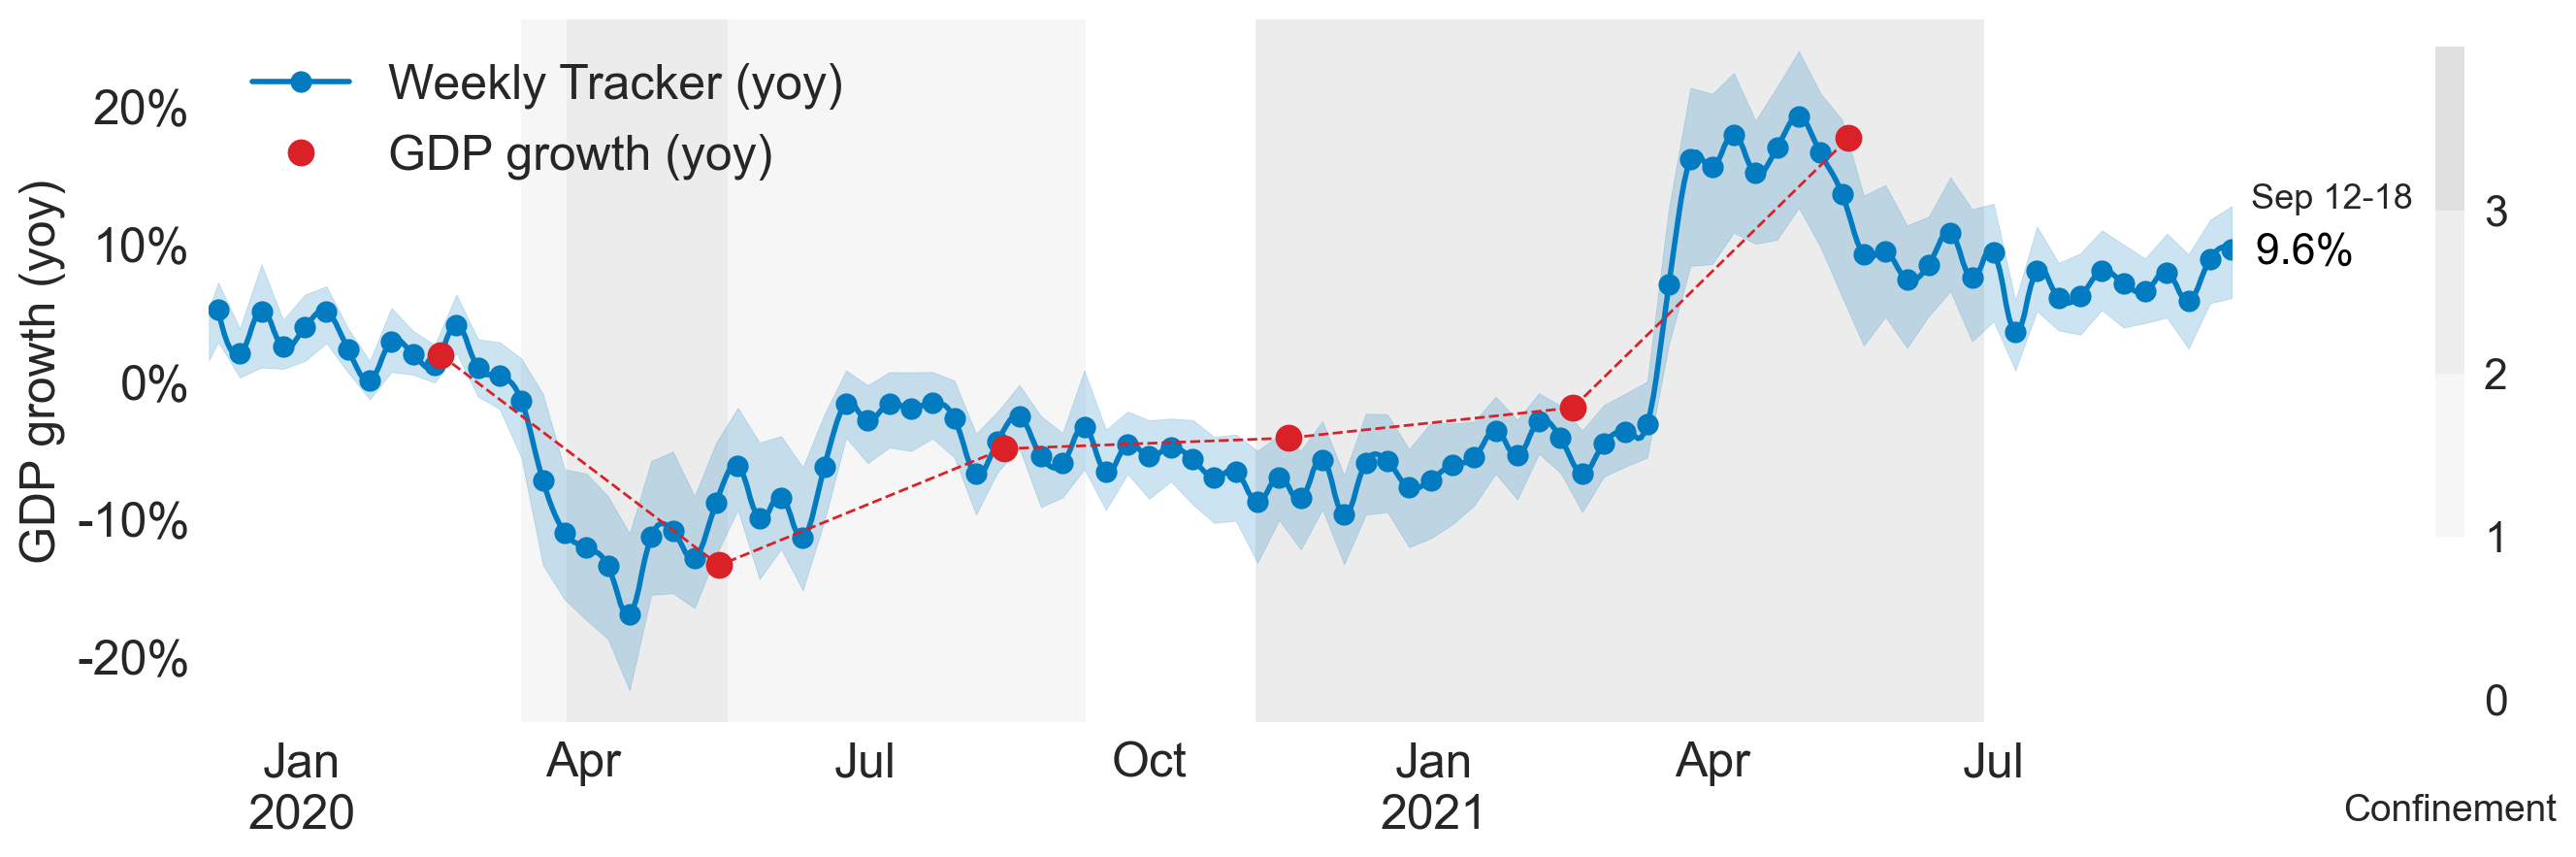 Weekly Tracker (yoy)
GDP growth (yoy)
GDP growth (yoy)
20%
10%
0%
-10%
-20%
Jan
2020
Apr
Jul
Oct
Jan
2021
Apr
Jul
Sep 12-18
9.6%
3
2
1
0
Confinement